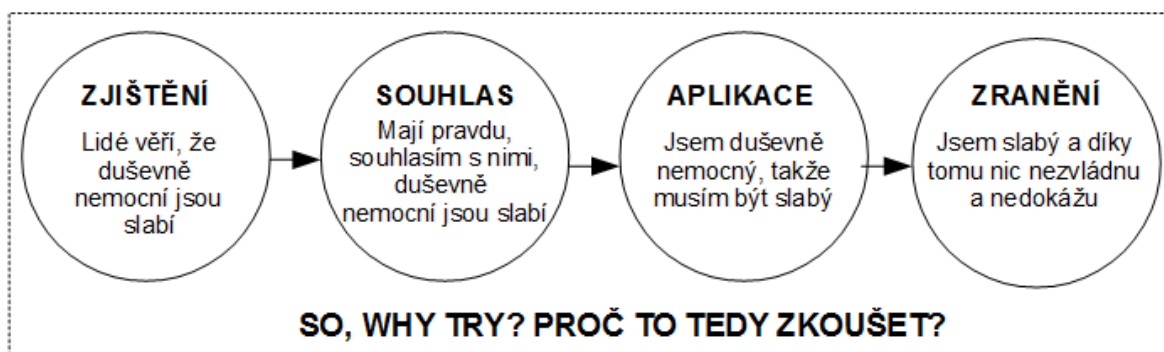 ZJIŠTĚNÍ
Lidé věří, že
duševně
nemocní jsou
slabí
SOUHLAS
Mají pravdu,
souhlasím s nimi,
duševně
nemocní jsou slabí
APLIKACE
Jsem duševně
nemocný, takže
musím být slabý
ZRANĚNÍ
Jsem slabý a díky
tomu nic nezvládnu
a nedokážu
SO, WHY TRY? PROČ TO TEDY ZKOUŠET?